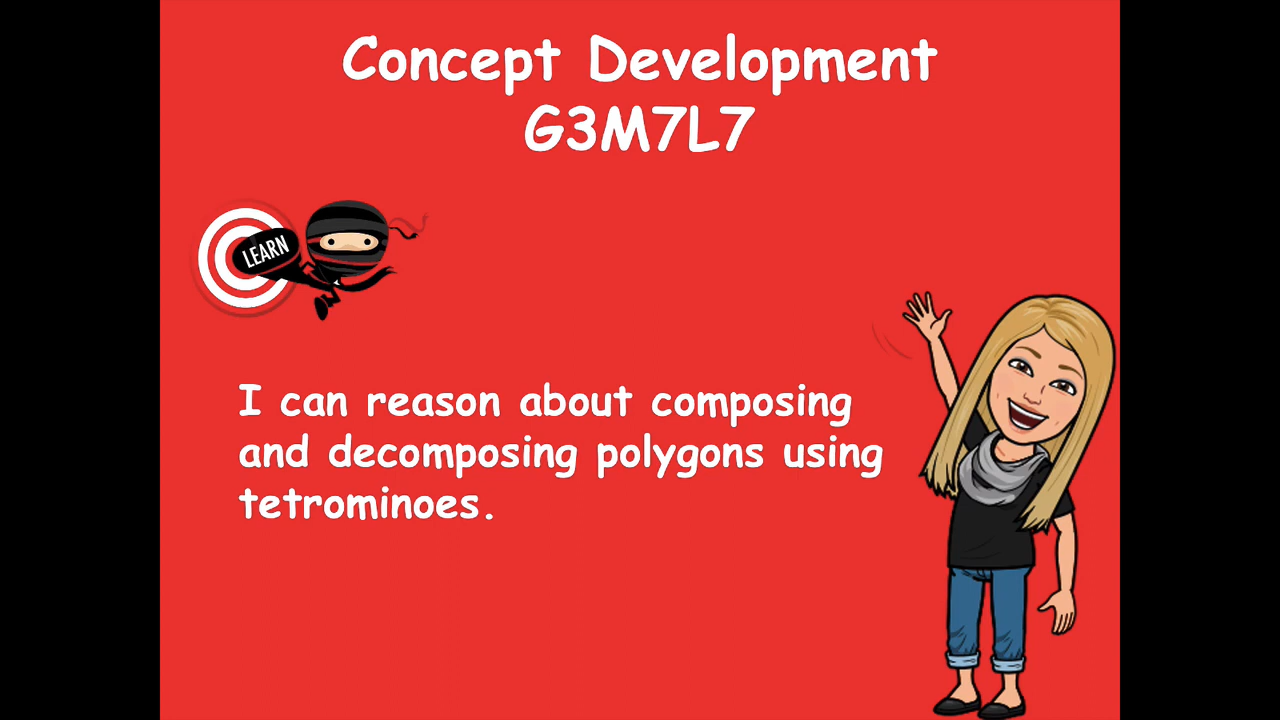 Concept Development
G3M7L7
LEARN
I can reason about composing
and decomposing polygons using
tetrominoes.